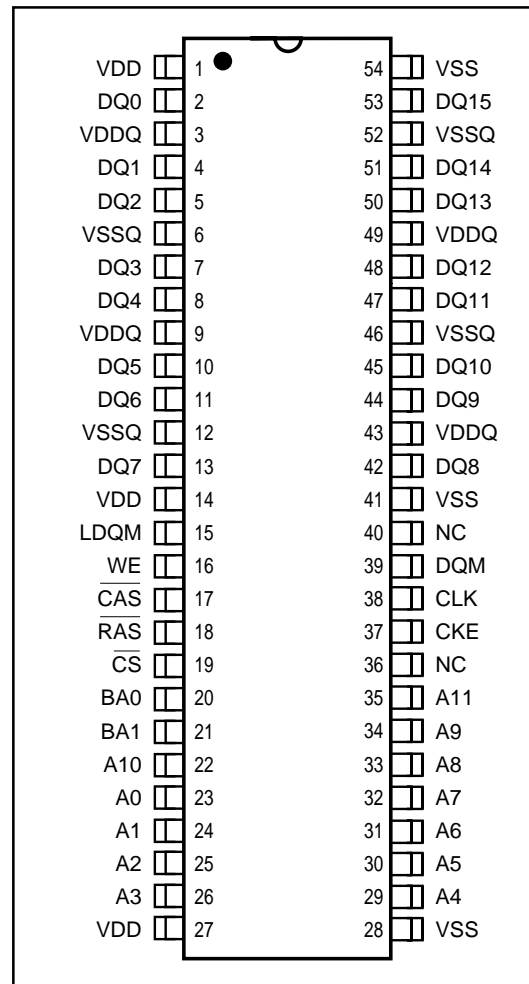 VDD 1 54 VSS
DQ0 2 53 DQ15
VDDQ 3 52 VSSQ
DQ1 4 51 DQ14
DQ2 5 50 DQ13
VSSQ 6 49 VDDQ
DQ3 7 48 DQ12
DQ4 8 47 DQ11
VDDQ 9 46 VSSQ
DQ5 10 45 DQ10
DQ6 11 44 DQ9
VSSQ 12 43 VDDQ
DQ7 13 42 DQ8
VDD 14 41 VSS
LDQM 15 40 NC
WE 16 39 DQM
C̅A̅S̅ 17 38 CLK
R̅A̅S̅ 18 37 CKE
C̅S̅ 19 36 NC
BA0 20 35 A11
BA1 21 34 A9
A10 22 33 A8
A0 23 32 A7
A1 24 31 A6
A2 25 30 A5
A3 26 29 A4
VDD 27 28 VSS